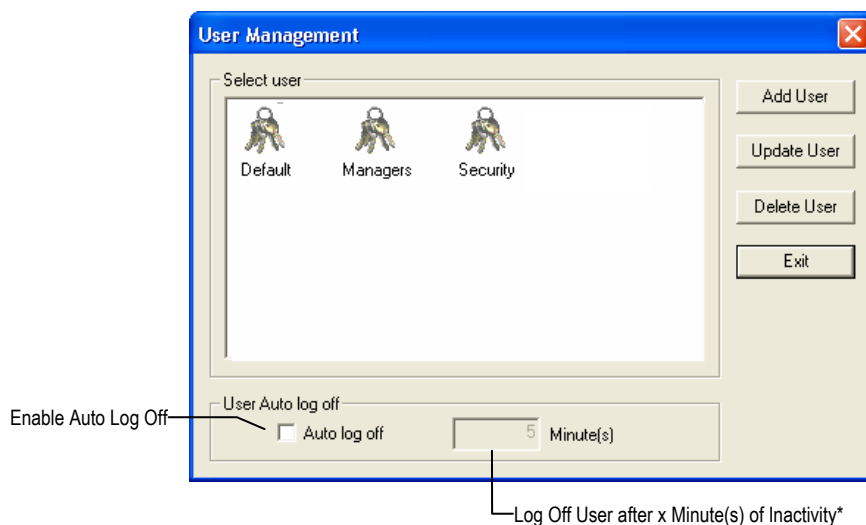 User Management
Select user
Default
Managers
Security
Add User
Update User
Delete User
Exit
User Auto log off
Enable Auto Log Off
Auto log off
5
Minute(s)
Log Off User after x Minute(s) of Inactivity*